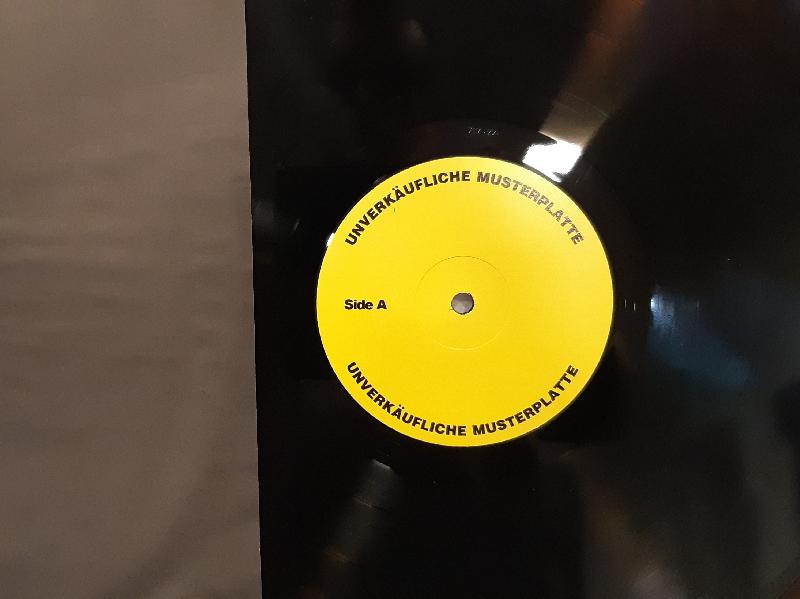 UNVERKÄUFLICHE MUSTERPLATTE
Side A
UNVERKÄUFLICHE MUSTERPLATTE